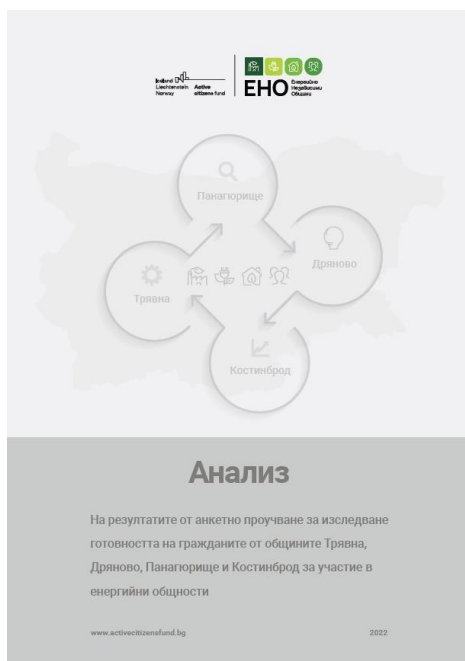 Iceland
Liechtenstein Active
Norway citizens fund
ЕНО
Енергийно
Независими
Общини
Панагюрище
Дряново
Трявна
Костинброд
Анализ
На резултатите от анкетно проучване за изследване
готовността на гражданите от общините Трявна,
Дряново, Панагюрище и Костинброд за участие в
енергийни общности
www.activecitizensfund.bg 2022